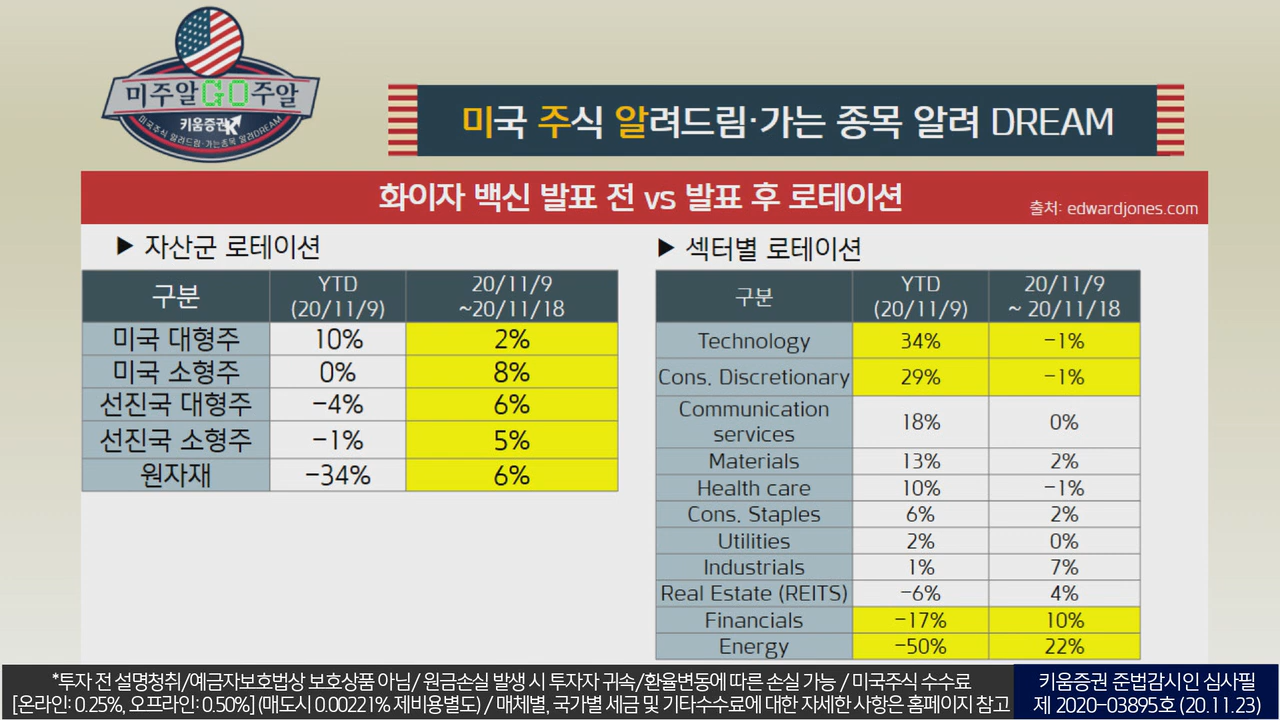 미주알GO주알
키움증권
미국주식 알려드림·가는종목 알려DREAM
미국 주식 알려드림·가는 종목 알려 DREAM
화이자 백신 발표 전 vs 발표 후 로테이션
출처: edwardjones.com
▶ 자산군 로테이션
구분 YTD (20/11/9) 20/11/9 ~20/11/18
미국 대형주 10% 2%
미국 소형주 0% 8%
선진국 대형주 -4% 6%
선진국 소형주 -1% 5%
원자재 -34% 6%
▶ 섹터별 로테이션
구분 YTD (20/11/9) 20/11/9 ~ 20/11/18
Technology 34% -1%
Cons. Discretionary 29% -1%
Communication services 18% 0%
Materials 13% 2%
Health care 10% -1%
Cons. Staples 6% 2%
Utilities 2% 0%
Industrials 1% 7%
Real Estate (REITS) -6% 4%
Financials -17% 10%
Energy -50% 22%
*투자 전 설명청취/예금자보호법상 보호상품 아님/ 원금손실 발생 시 투자자 귀속/환율변동에 따른 손실 가능 / 미국주식 수수료
[온라인: 0.25%, 오프라인: 0.50%] (매도시 0.00221% 제비용별도) / 매체별, 국가별 세금 및 기타수수료에 대한 자세한 사항은 홈페이지 참고
키움증권 준법감시인 심사필
제 2020-03895호 (20.11.23)